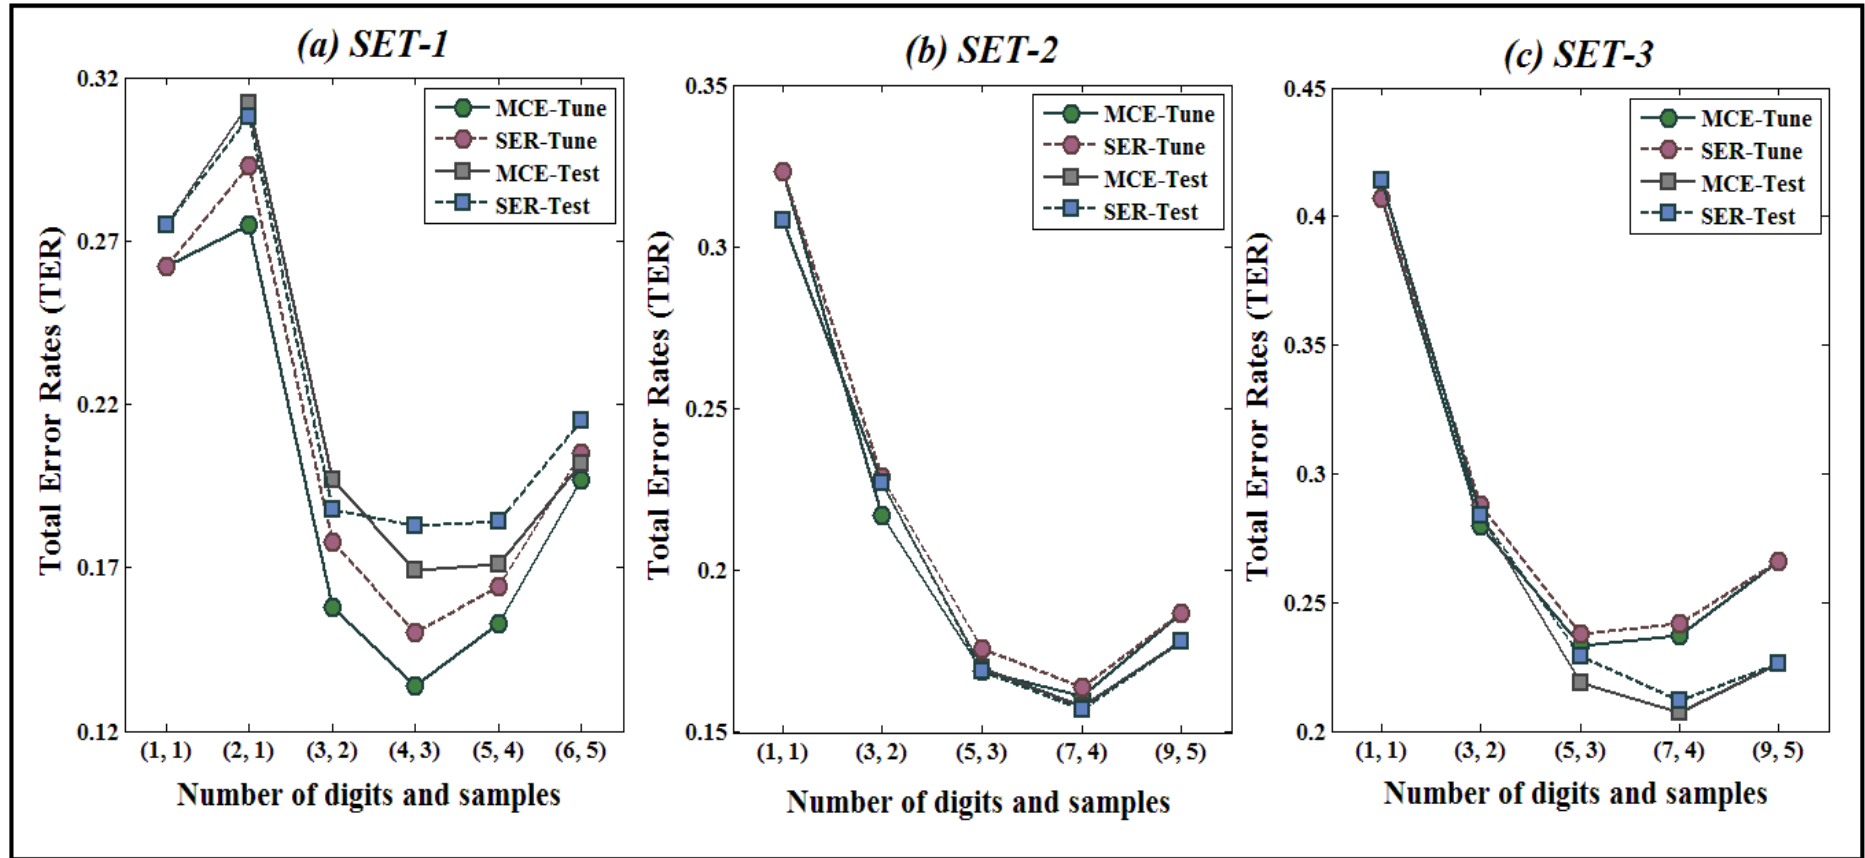 (a) SET-1
0.32
0.27
0.22
0.17
0.12
Total Error Rates (TER)
MCE-Tune
SER-Tune
MCE-Test
SER-Test
(1, 1) (2, 1) (3, 2) (4, 3) (5, 4) (6, 5)
Number of digits and samples
(b) SET-2
0.35
0.3
0.25
0.2
0.15
Total Error Rates (TER)
MCE-Tune
SER-Tune
MCE-Test
SER-Test
(1, 1) (3, 2) (5, 3) (7, 4) (9, 5)
Number of digits and samples
(c) SET-3
0.45
0.4
0.35
0.3
0.25
0.2
Total Error Rates (TER)
MCE-Tune
SER-Tune
MCE-Test
SER-Test
(1, 1) (3, 2) (5, 3) (7, 4) (9, 5)
Number of digits and samples